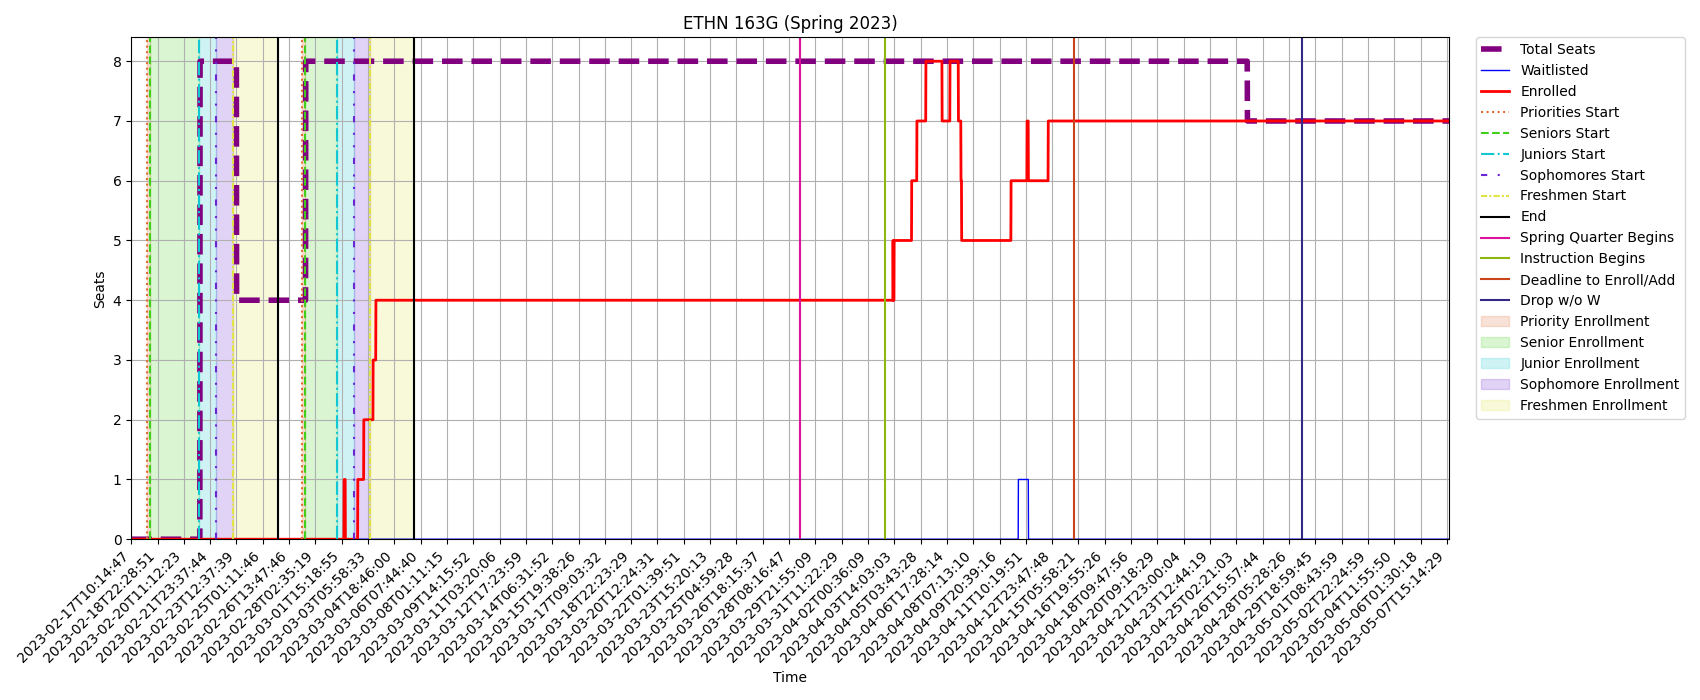 ETHN 163G (Spring 2023)
Seats
8
7
6
5
4
3
2
1
0
2023-02-17T10:14:47
2023-02-18T22:28:51
2023-02-20T11:12:23
2023-02-21T23:37:44
2023-02-23T12:37:39
2023-02-25T01:11:46
2023-02-26T13:47:46
2023-02-28T02:35:19
2023-03-01T15:18:55
2023-03-03T05:58:33
2023-03-04T18:46:00
2023-03-06T07:44:40
2023-03-08T01:11:15
2023-03-09T14:15:52
2023-03-11T03:20:06
2023-03-12T17:23:59
2023-03-14T06:31:52
2023-03-15T19:38:26
2023-03-17T09:03:32
2023-03-18T22:23:29
2023-03-20T12:24:31
2023-03-22T01:39:51
2023-03-23T15:20:13
2023-03-25T04:59:28
2023-03-26T18:15:37
2023-03-28T08:16:47
2023-03-29T21:55:09
2023-03-31T11:22:29
2023-04-02T00:36:09
2023-04-03T14:03:03
2023-04-05T03:43:28
2023-04-06T17:28:14
2023-04-08T07:13:10
2023-04-09T20:39:16
2023-04-11T10:19:51
2023-04-12T23:47:48
2023-04-15T05:58:21
2023-04-16T19:55:26
2023-04-18T09:47:56
2023-04-20T09:18:29
2023-04-21T23:00:04
2023-04-23T12:44:19
2023-04-25T02:21:03
2023-04-26T15:57:44
2023-04-28T05:28:26
2023-04-29T18:59:45
2023-05-01T08:43:59
2023-05-02T22:24:59
2023-05-04T11:55:50
2023-05-06T01:30:18
2023-05-07T15:14:29
Time
Total Seats
Waitlisted
Enrolled
Priorities Start
Seniors Start
Juniors Start
Sophomores Start
Freshmen Start
End
Spring Quarter Begins
Instruction Begins
Deadline to Enroll/Add
Drop w/o W
Priority Enrollment
Senior Enrollment
Junior Enrollment
Sophomore Enrollment
Freshmen Enrollment